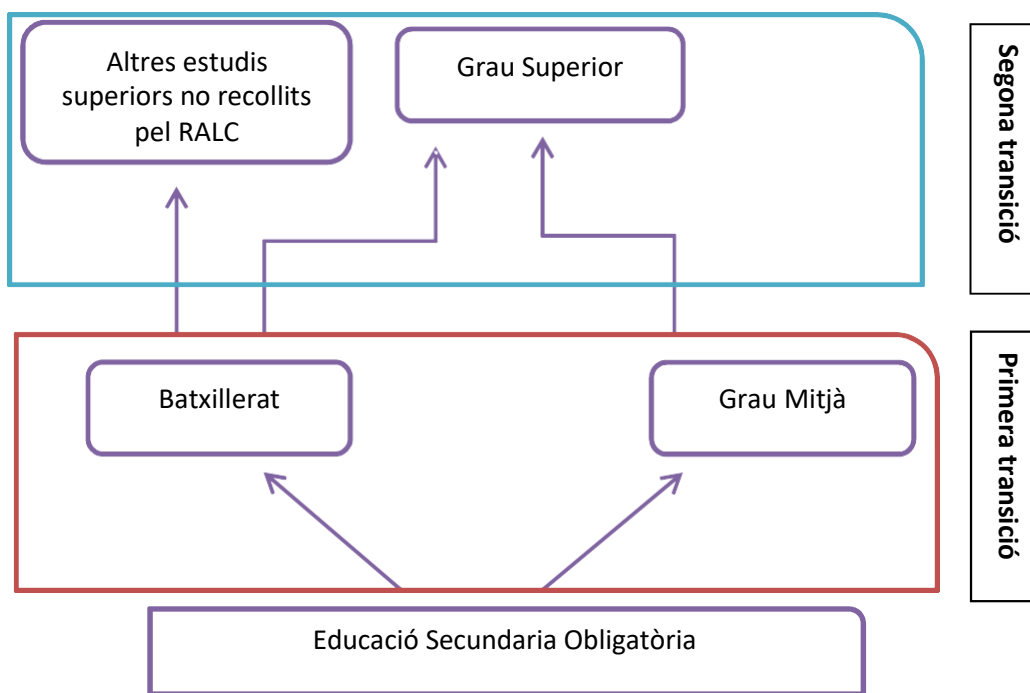 Altres estudis
superiors no recollits
pel RALC
Grau Superior
Segona transició
Batxillerat
Grau Mitjà
Primera transició
Educació Secundaria Obligatòria